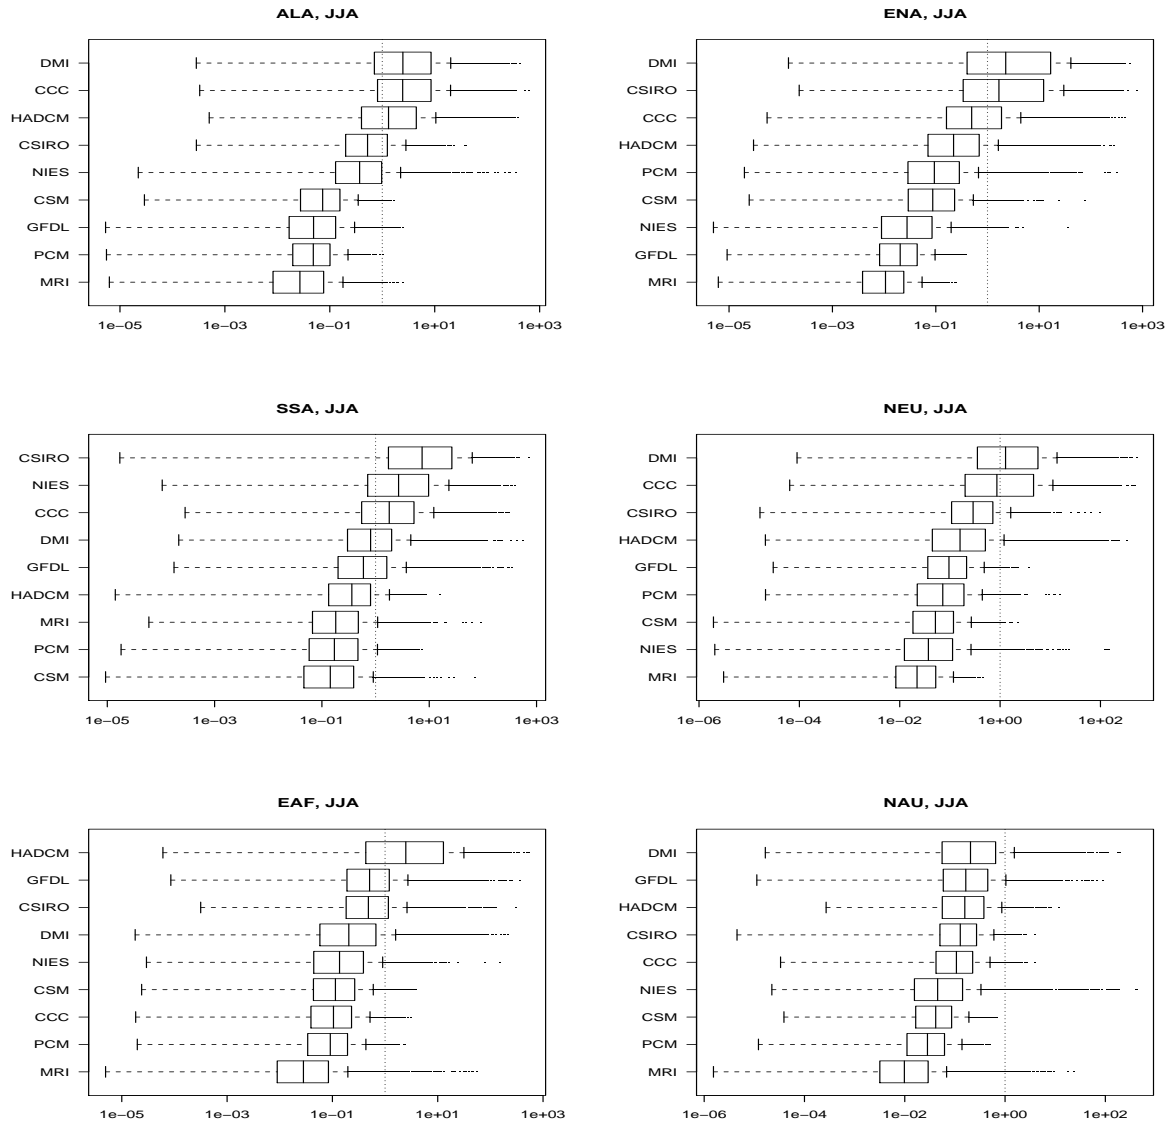 ALA, JJA
DMI
CCC
HADCM
CSIRO
NIES
CSM
GFDL
PCM
MRI
1e−05 1e−03 1e−01 1e+01 1e+03
ENA, JJA
DMI
CSIRO
CCC
HADCM
PCM
CSM
NIES
GFDL
MRI
1e−05 1e−03 1e−01 1e+01 1e+03
SSA, JJA
CSIRO
NIES
CCC
DMI
GFDL
HADCM
MRI
PCM
CSM
1e−05 1e−03 1e−01 1e+01 1e+03
NEU, JJA
DMI
CCC
CSIRO
HADCM
GFDL
PCM
CSM
NIES
MRI
1e−06 1e−04 1e−02 1e+00 1e+02
EAF, JJA
HADCM
GFDL
CSIRO
DMI
NIES
CSM
CCC
PCM
MRI
1e−05 1e−03 1e−01 1e+01 1e+03
NAU, JJA
DMI
GFDL
HADCM
CSIRO
CCC
NIES
CSM
PCM
MRI
1e−06 1e−04 1e−02 1e+00 1e+02